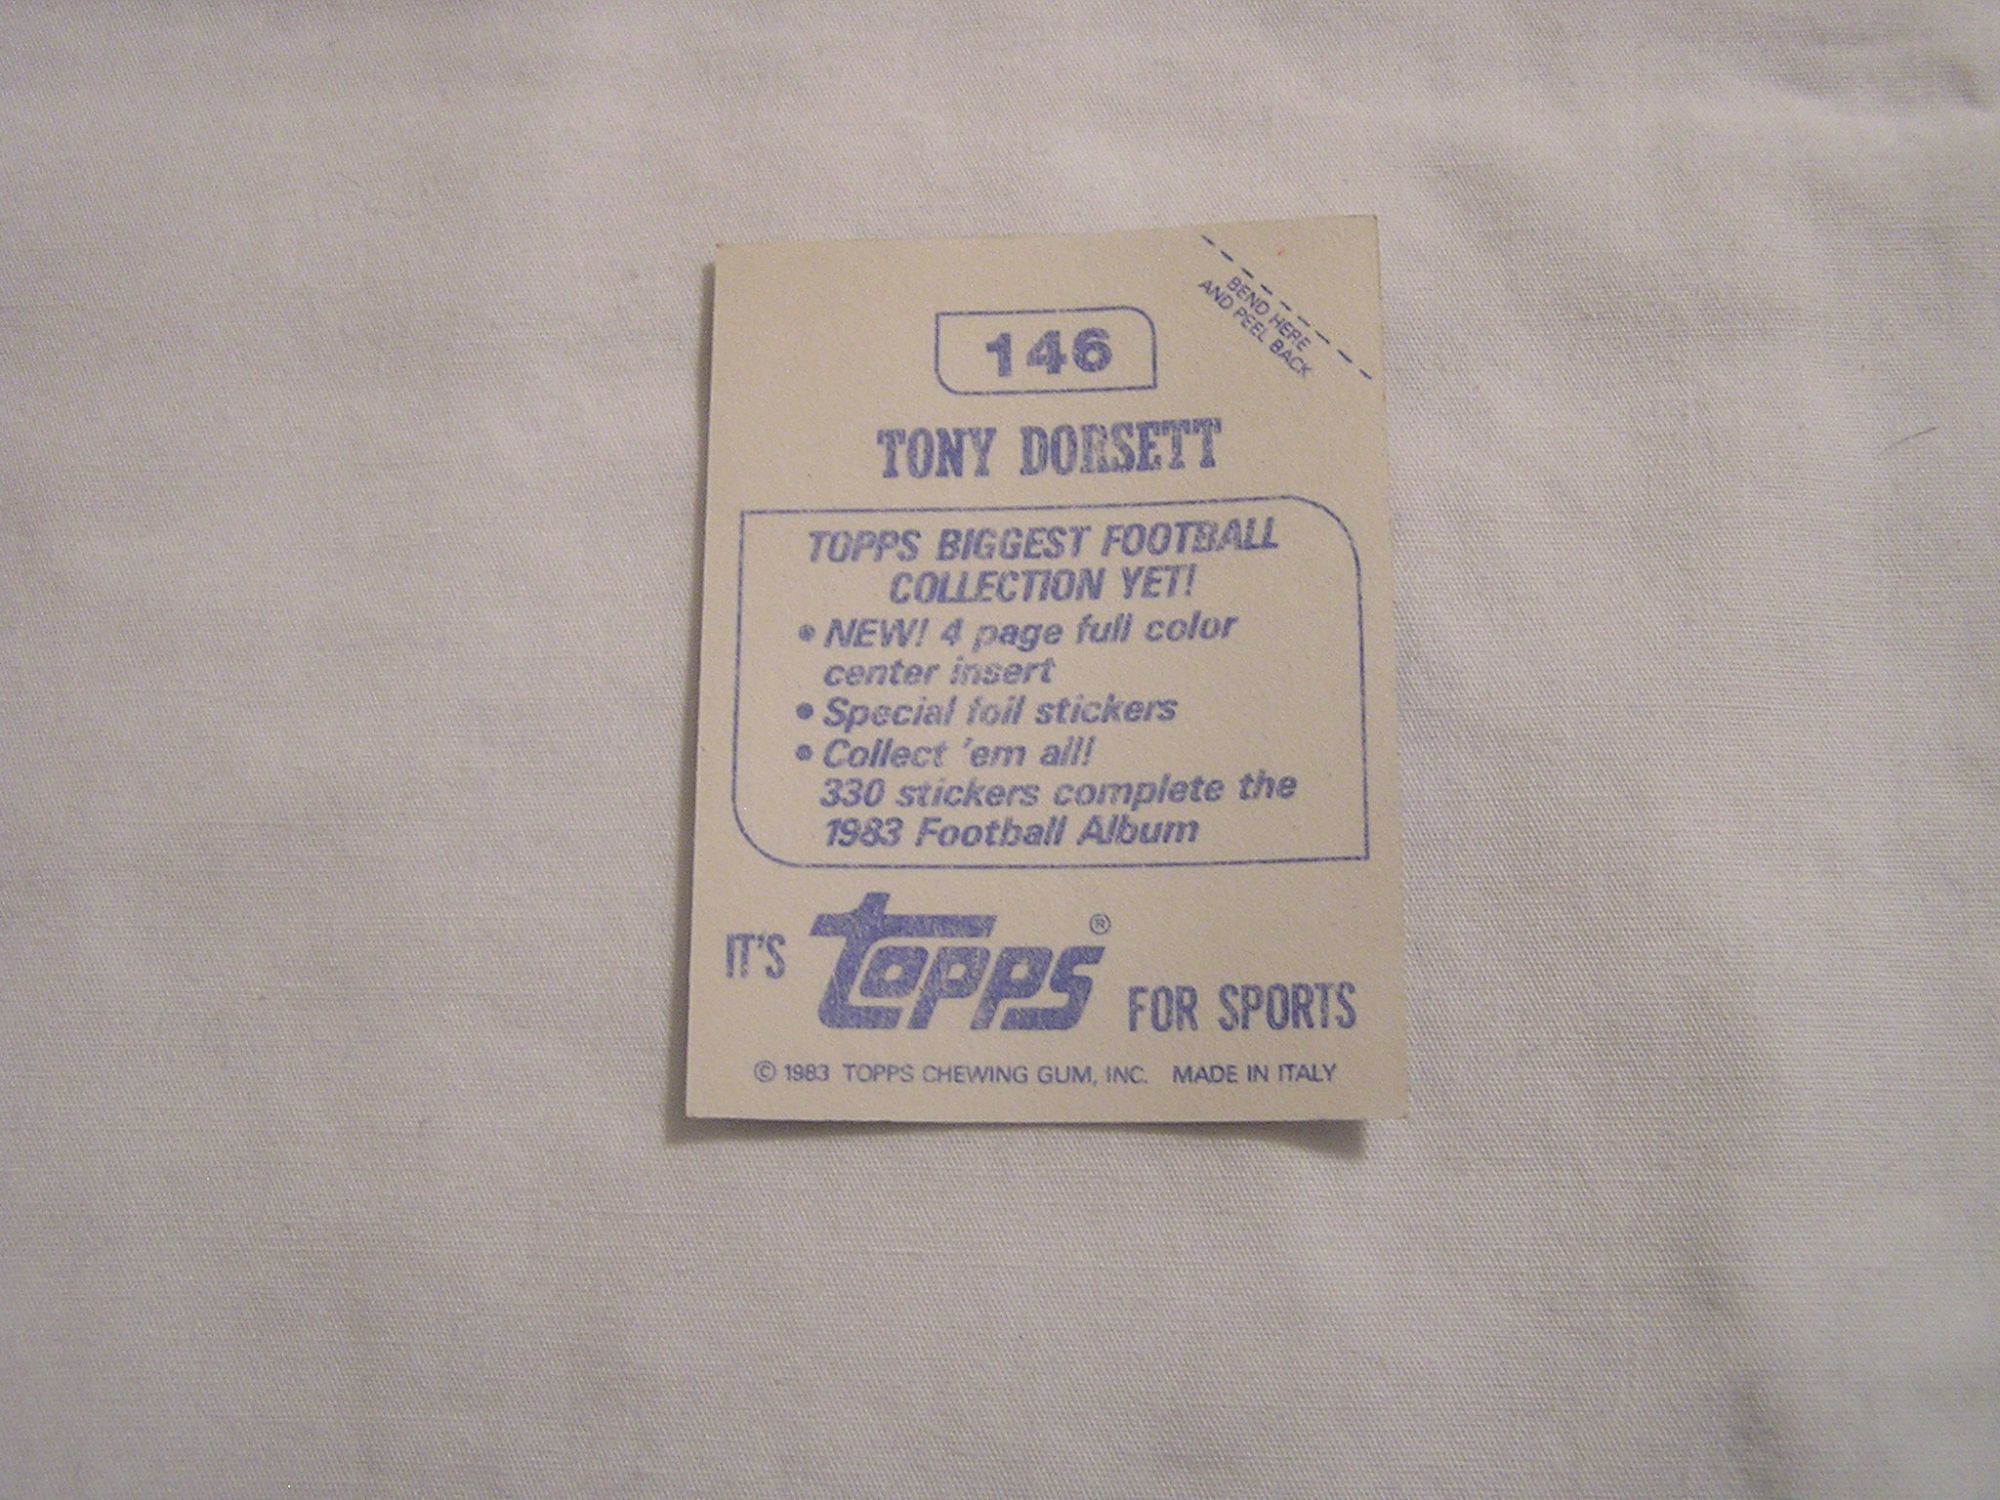 BEND HERE
AND PEEL BACK
146
TONY DORSETT
TOPPS BIGGEST FOOTBALL
COLLECTION YET!
• NEW! 4 page full color
center insert
• Special foil stickers
• Collect 'em all!
330 stickers complete the
1983 Football Album
IT'S topps® FOR SPORTS
© 1983 TOPPS CHEWING GUM, INC. MADE IN ITALY